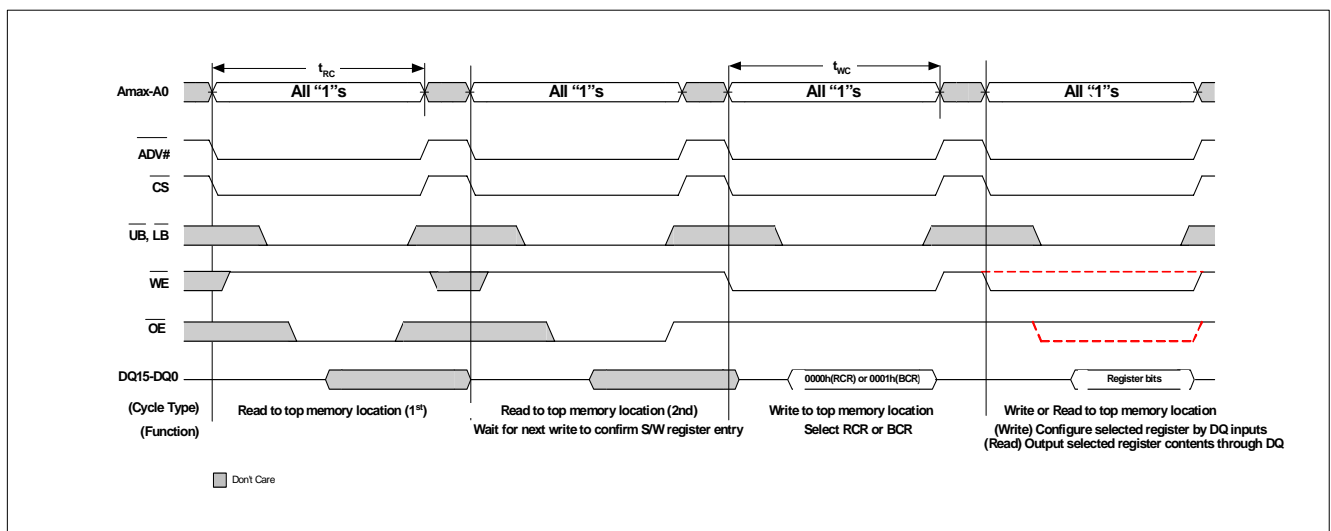 tRC
tWC
Amax-A0 All “1”s All “1”s All “1”s All “1”s
ADV#
CS
UB, LB
WE
OE
DQ15-DQ0 0000h(RCR) or 0001h(BCR) Register bits
(Cycle Type) Read to top memory location (1st) Read to top memory location (2nd) Write to top memory location Write or Read to top memory location
(Function) Wait for next write to confirm S/W register entry Select RCR or BCR (Write) Configure selected register by DQ inputs
(Read) Output selected register contents through DQ
Don't Care